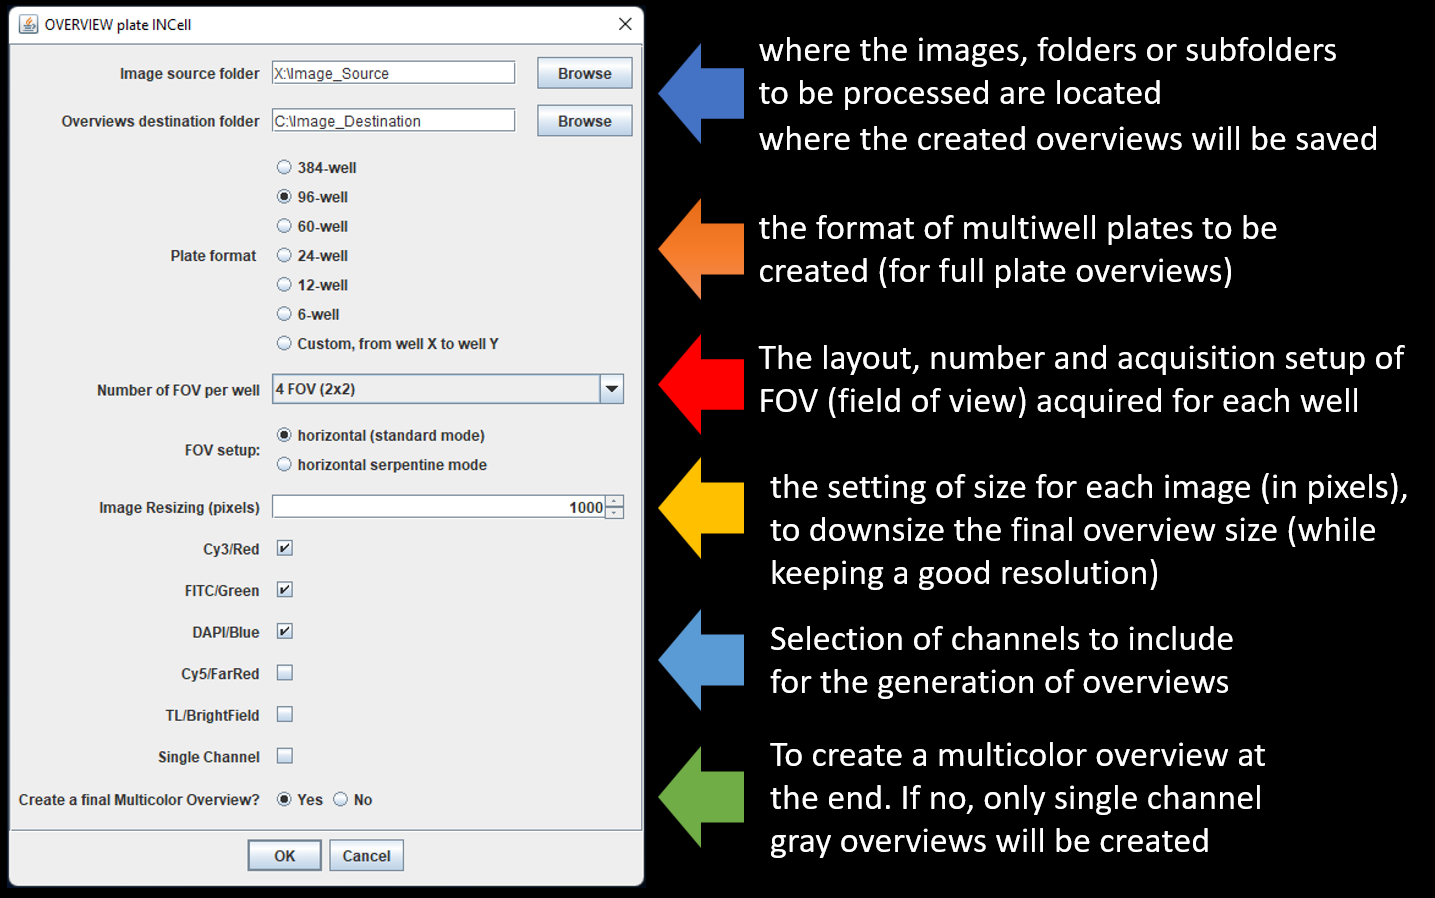 OVERVIEW plate INCell
Image source folder X:\Image_Source Browse
Overviews destination folder C:\Image_Destination Browse
Plate format
384-well
96-well
60-well
24-well
12-well
6-well
Custom, from well X to well Y
Number of FOV per well 4 FOV (2x2)
FOV setup:
horizontal (standard mode)
horizontal serpentine mode
Image Resizing (pixels) 1000
Cy3/Red
FITC/Green
DAPI/Blue
Cy5/FarRed
TL/BrightField
Single Channel
Create a final Multicolor Overview? Yes No
OK Cancel
where the images, folders or subfolders
to be processed are located
where the created overviews will be saved
the format of multiwell plates to be
created (for full plate overviews)
The layout, number and acquisition setup of
FOV (field of view) acquired for each well
the setting of size for each image (in pixels),
to downsize the final overview size (while
keeping a good resolution)
Selection of channels to include
for the generation of overviews
To create a multicolor overview at
the end. If no, only single channel
gray overviews will be created